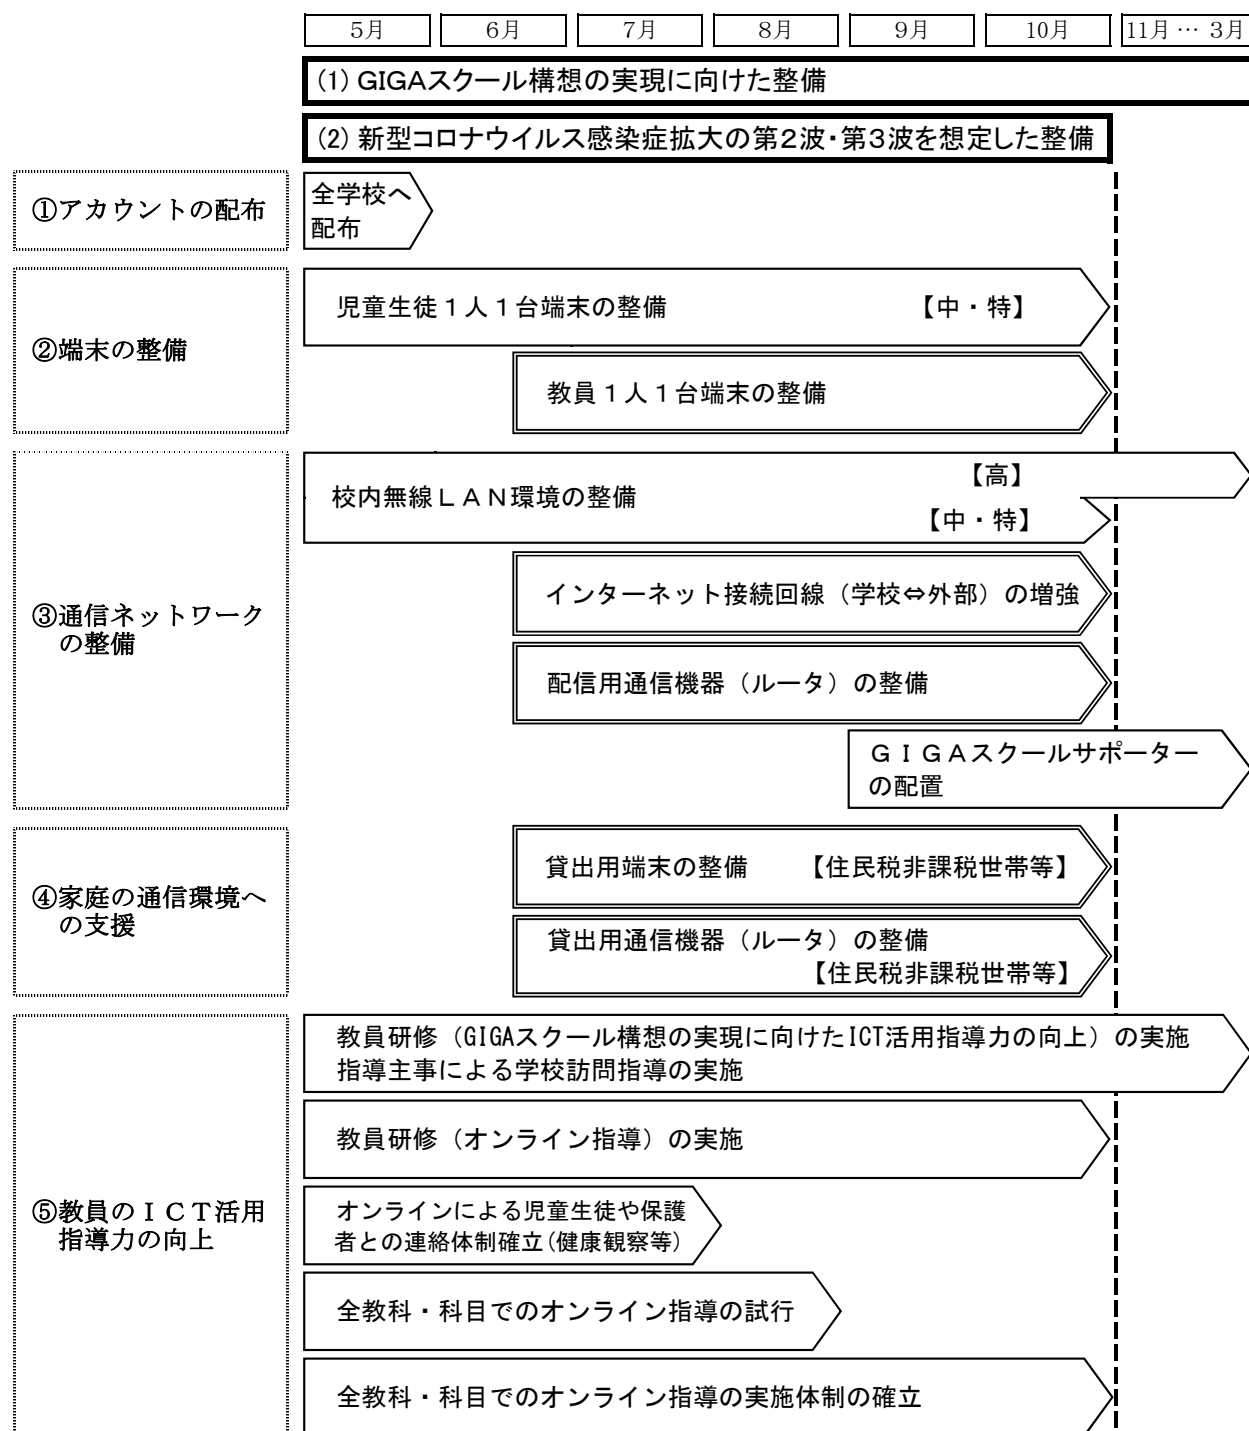 5月 6月 7月 8月 9月 10月 11月 … 3月
(1) GIGAスクール構想の実現に向けた整備
(2) 新型コロナウイルス感染症拡大の第2波・第3波を想定した整備
①アカウントの配布
全学校へ
配布
②端末の整備
児童生徒１人１台端末の整備 【中・特】
教員１人１台端末の整備
③通信ネットワーク
の整備
校内無線ＬＡＮ環境の整備
【高】
【中・特】
インターネット接続回線（学校⇔外部）の増強
配信用通信機器（ルータ）の整備
ＧＩＧＡスクールサポーター
の配置
④家庭の通信環境へ
の支援
貸出用端末の整備 【住民税非課税世帯等】
貸出用通信機器（ルータ）の整備
【住民税非課税世帯等】
⑤教員のＩＣＴ活用
指導力の向上
教員研修（GIGAスクール構想の実現に向けたICT活用指導力の向上）の実施
指導主事による学校訪問指導の実施
教員研修（オンライン指導）の実施
オンラインによる児童生徒や保護
者との連絡体制確立(健康観察等)
全教科・科目でのオンライン指導の試行
全教科・科目でのオンライン指導の実施体制の確立